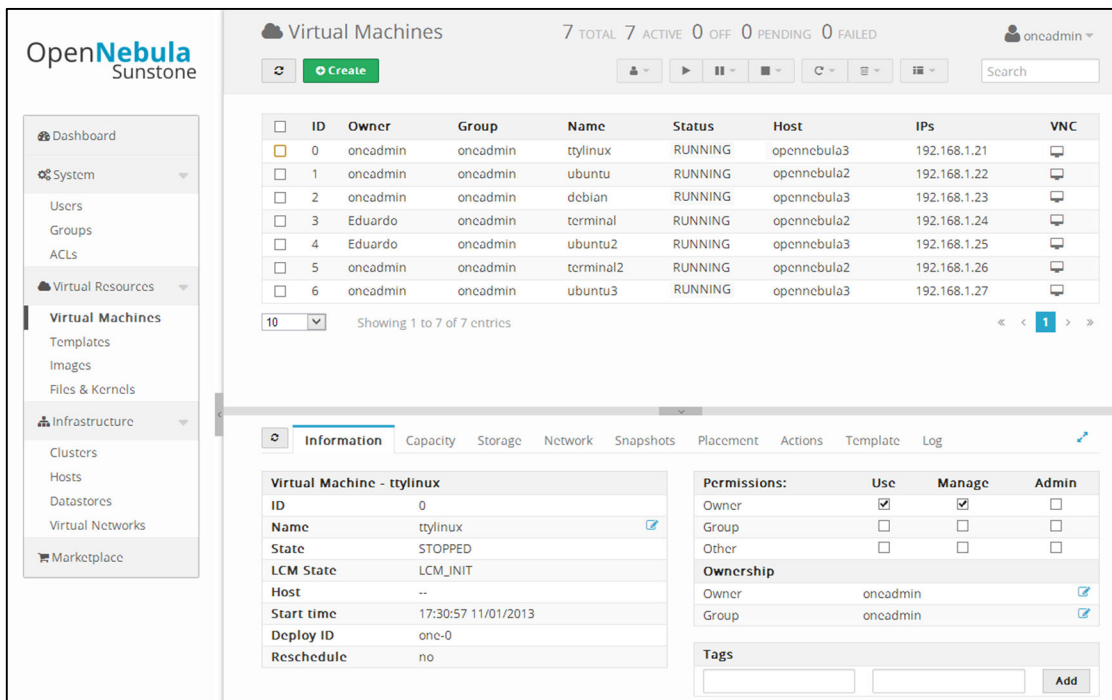 OpenNebula
Sunstone
Dashboard
System
Users
Groups
ACLs
Virtual Resources
Virtual Machines
Templates
Images
Files & Kernels
Infrastructure
Clusters
Hosts
Datastores
Virtual Networks
Marketplace
Virtual Machines 7 TOTAL 7 ACTIVE 0 OFF 0 PENDING 0 FAILED oneadmin
Create Search
ID Owner Group Name Status Host IPs VNC
0 oneadmin oneadmin ttylinux RUNNING opennebula3 192.168.1.21
1 oneadmin oneadmin ubuntu RUNNING opennebula2 192.168.1.22
2 oneadmin oneadmin debian RUNNING opennebula3 192.168.1.23
3 Eduardo oneadmin terminal RUNNING opennebula2 192.168.1.24
4 Eduardo oneadmin ubuntu2 RUNNING opennebula3 192.168.1.25
5 oneadmin oneadmin terminal2 RUNNING opennebula2 192.168.1.26
6 oneadmin oneadmin ubuntu3 RUNNING opennebula3 192.168.1.27
10 Showing 1 to 7 of 7 entries « < 1 > »
Information Capacity Storage Network Snapshots Placement Actions Template Log
Virtual Machine - ttylinux
ID 0
Name ttylinux
State STOPPED
LCM State LCM_INIT
Host --
Start time 17:30:57 11/01/2013
Deploy ID one-0
Reschedule no
Permissions: Use Manage Admin
Owner
Group
Other
Ownership
Owner oneadmin
Group oneadmin
Tags
Add